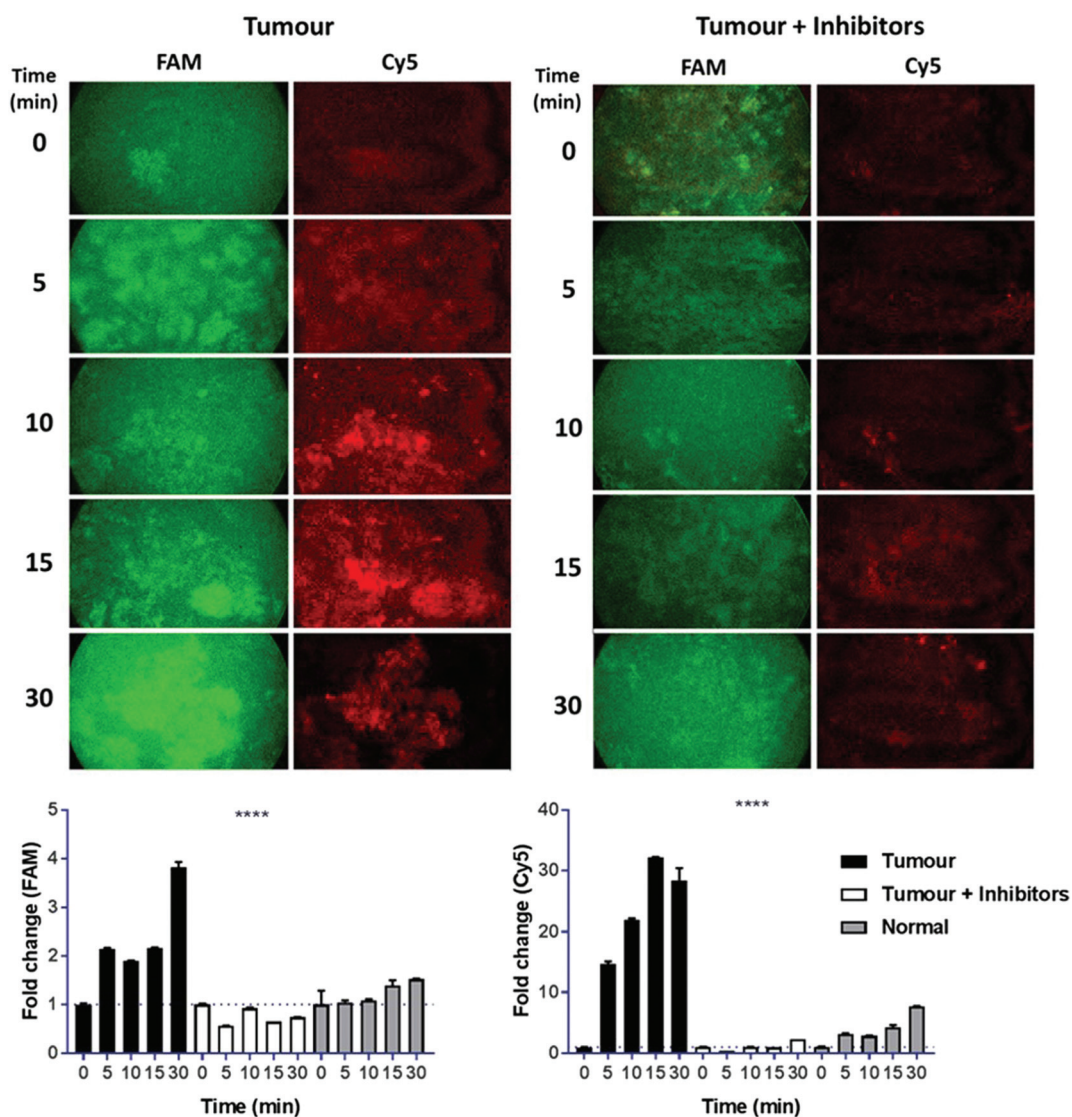 Tumour
Tumour + Inhibitors
Time
(min)
FAM
Cy5
Time
(min)
FAM
Cy5
0
0
5
5
10
10
15
15
30
30
Fold change (FAM)
5
4
3
2
1
0
****
0 5 10 15 30 0 5 10 15 30 0 5 10 15 30
Time (min)
Fold change (Cy5)
40
30
20
10
0
****
0 5 10 15 30 0 5 10 15 30 0 5 10 15 30
Time (min)
Tumour
Tumour + Inhibitors
Normal